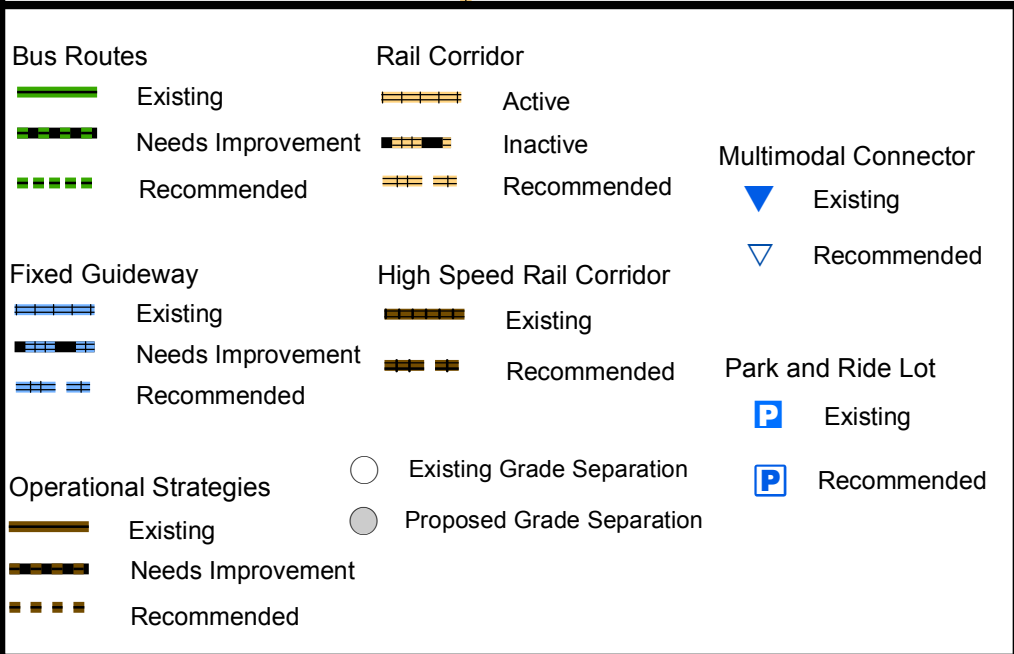 Bus Routes
Existing
Needs Improvement
Recommended
Rail Corridor
Active
Inactive
Recommended
Multimodal Connector
Existing
Recommended
Fixed Guideway
Existing
Needs Improvement
Recommended
High Speed Rail Corridor
Existing
Recommended
Park and Ride Lot
P Existing
P Recommended
Operational Strategies
Existing
Needs Improvement
Recommended
Existing Grade Separation
Proposed Grade Separation